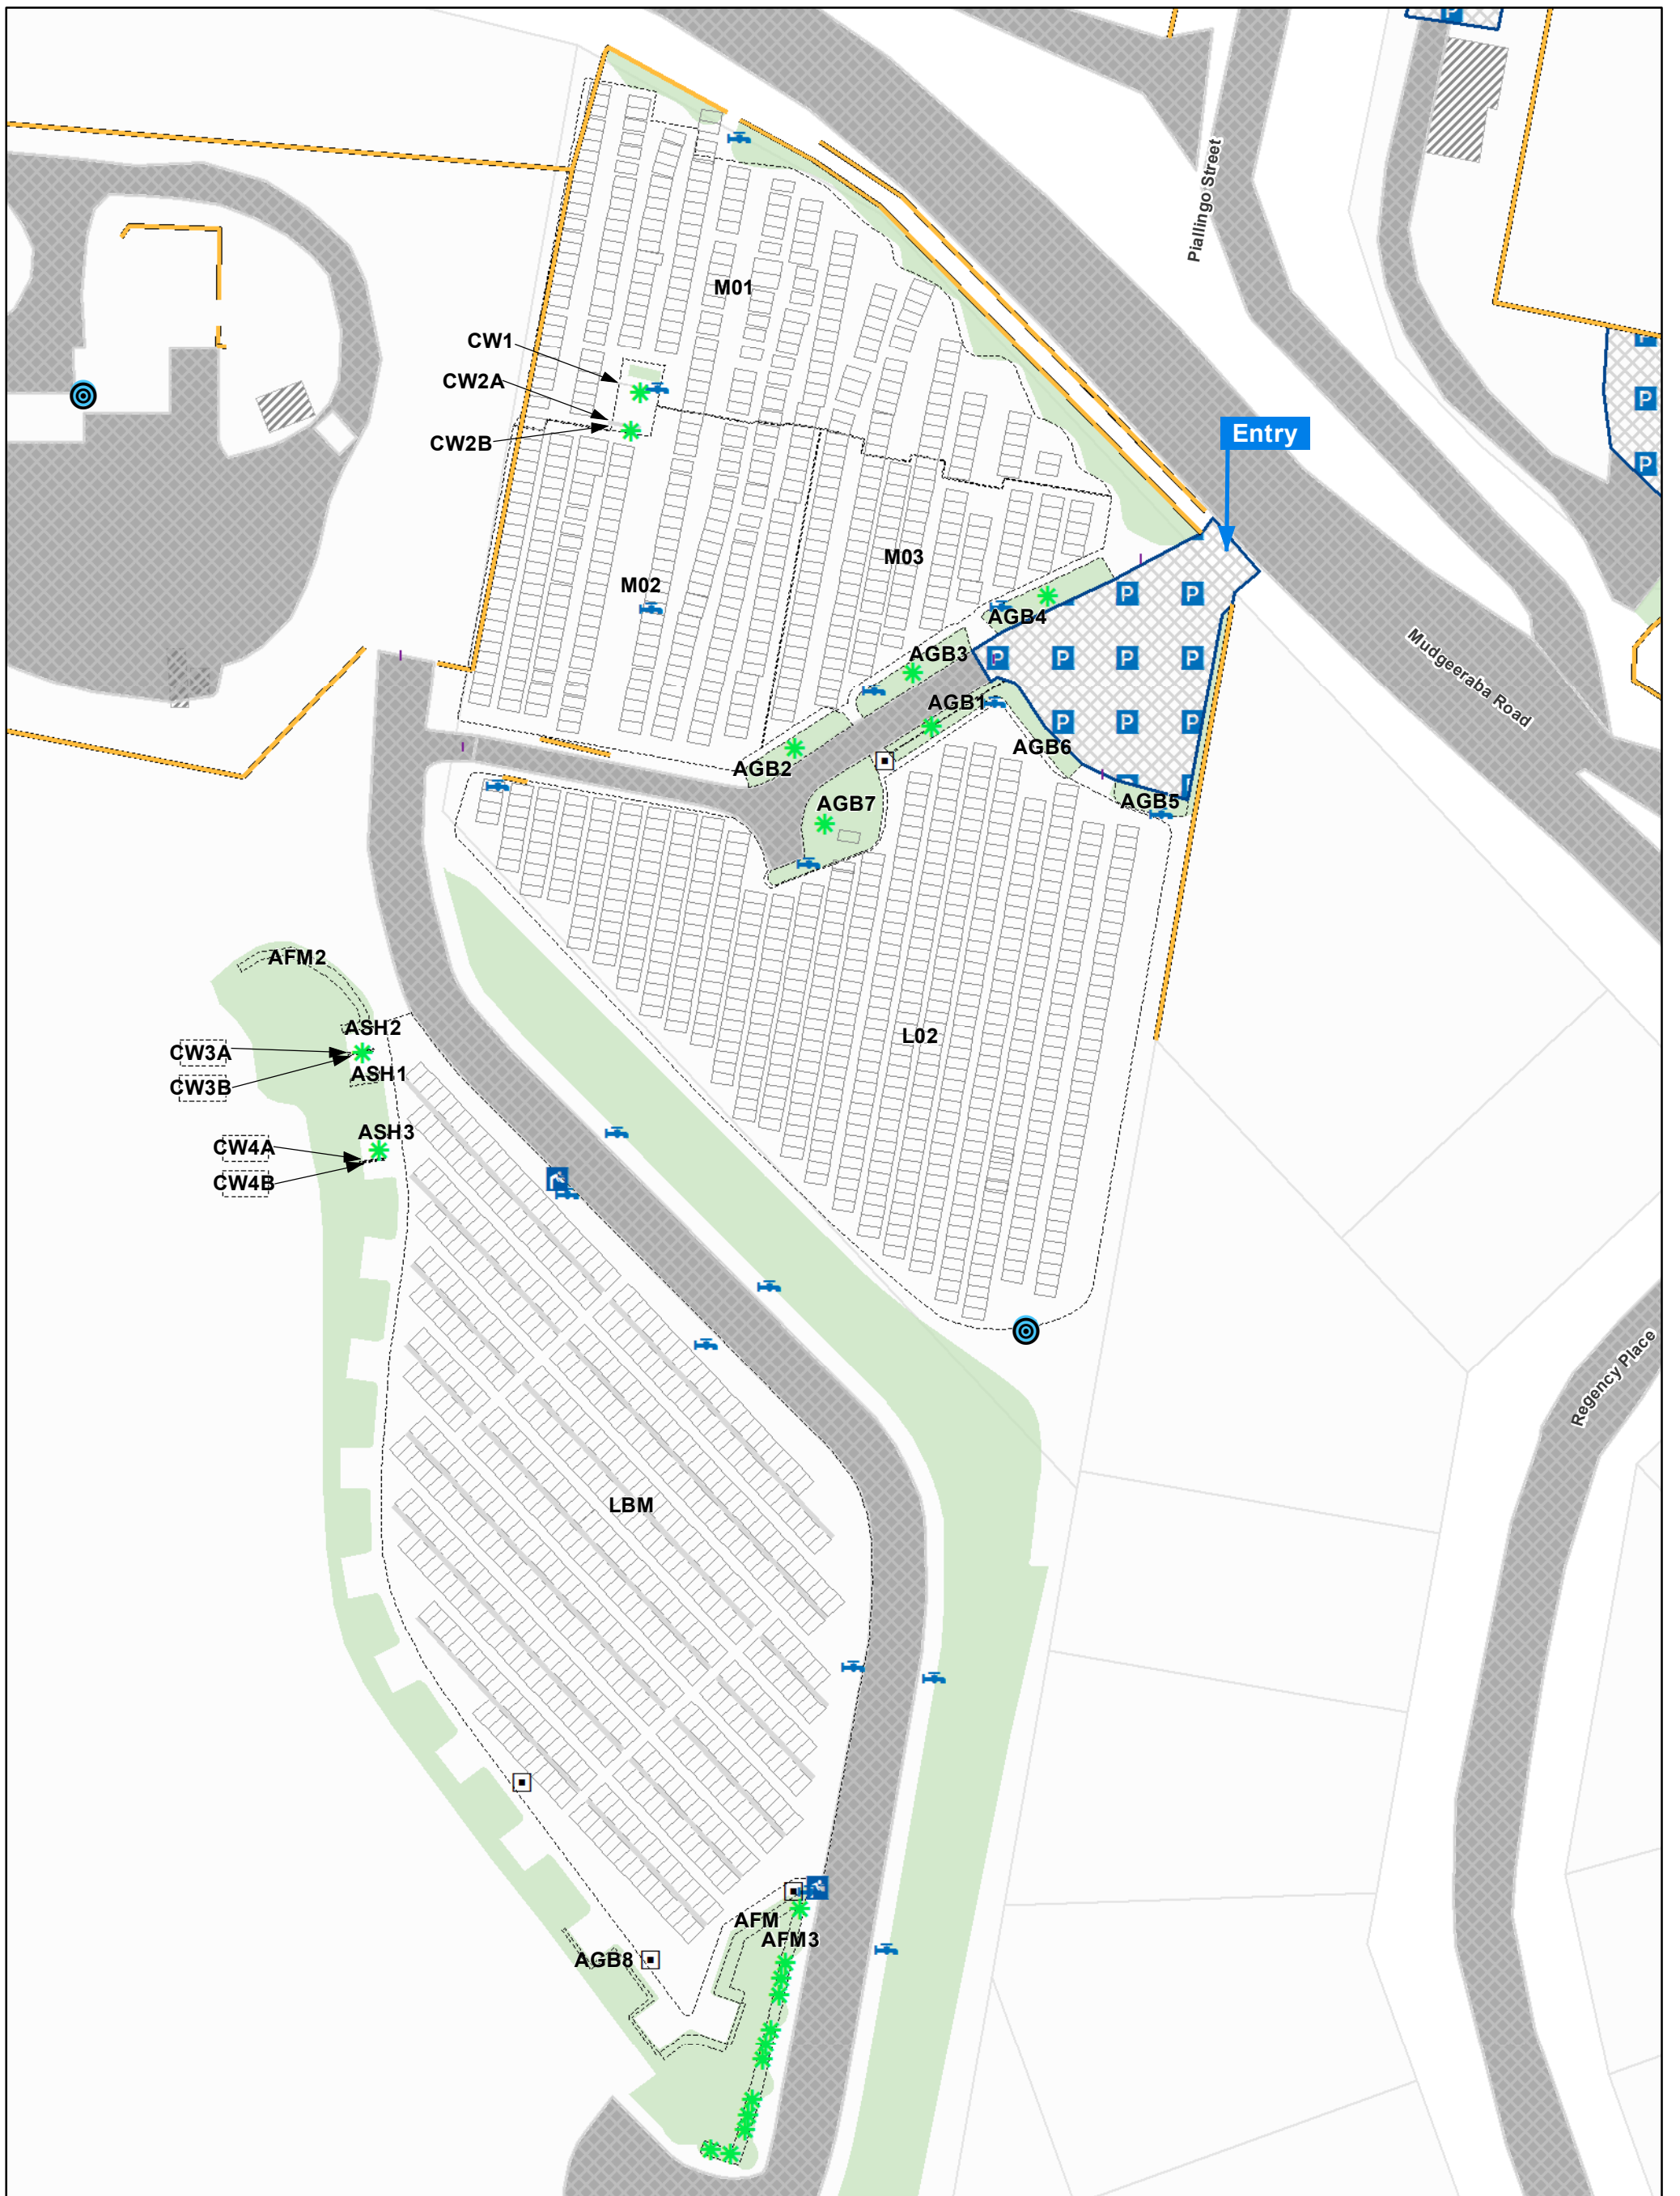 P
Piallingo Street
M01
CW1
CW2A
P
P
Entry
CW2B
P
M03
M02
P
P
AGB4
AGB3
P
P
P
P
AGB1
P
P
P
Mudgeeraba Road
AGB6
AGB2
P
P
AGB5
AGB7
AFM2
ASH2
L02
CW3A
ASH1
CW3B
ASH3
CW4A
CW4B
Regency Place
LBM
AFM
AFM3
AGB8